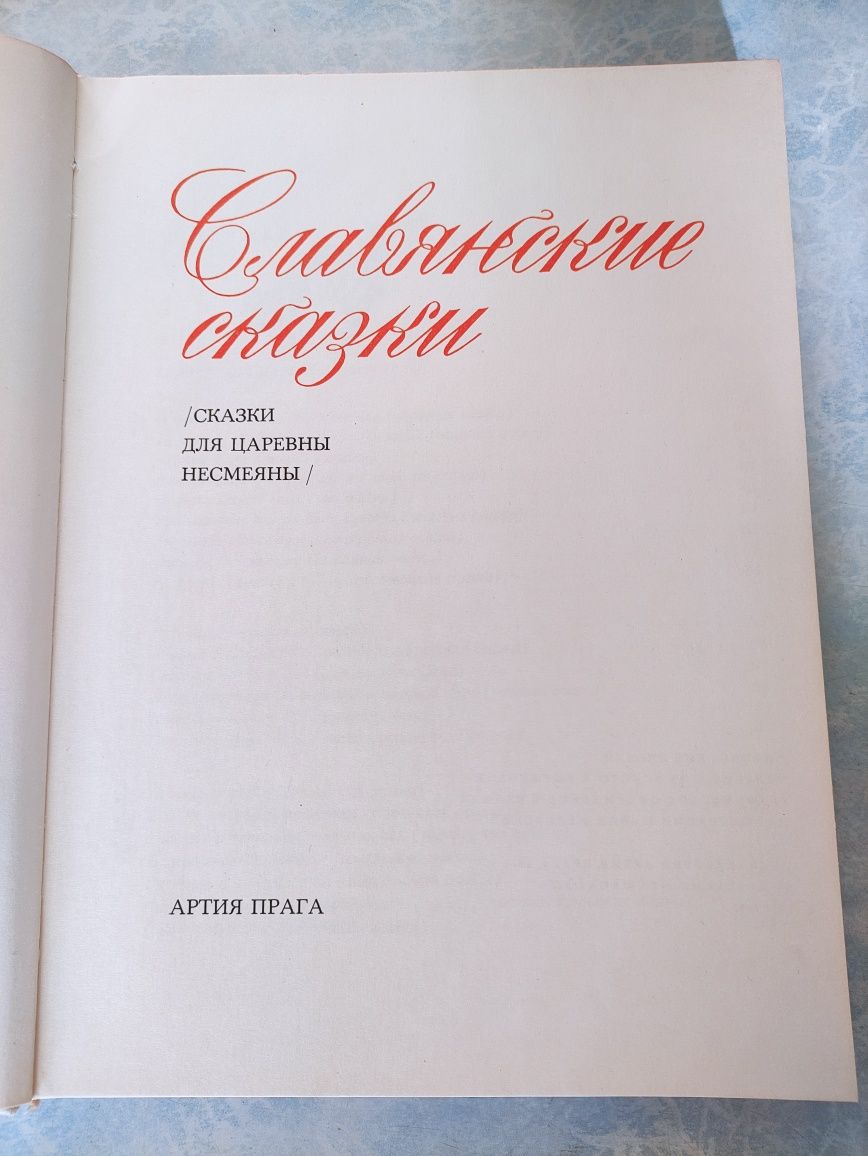 Славянские
сказки
/СКАЗКИ
ДЛЯ ЦАРЕВНЫ
НЕСМЕЯНЫ /
АРТИЯ ПРАГА